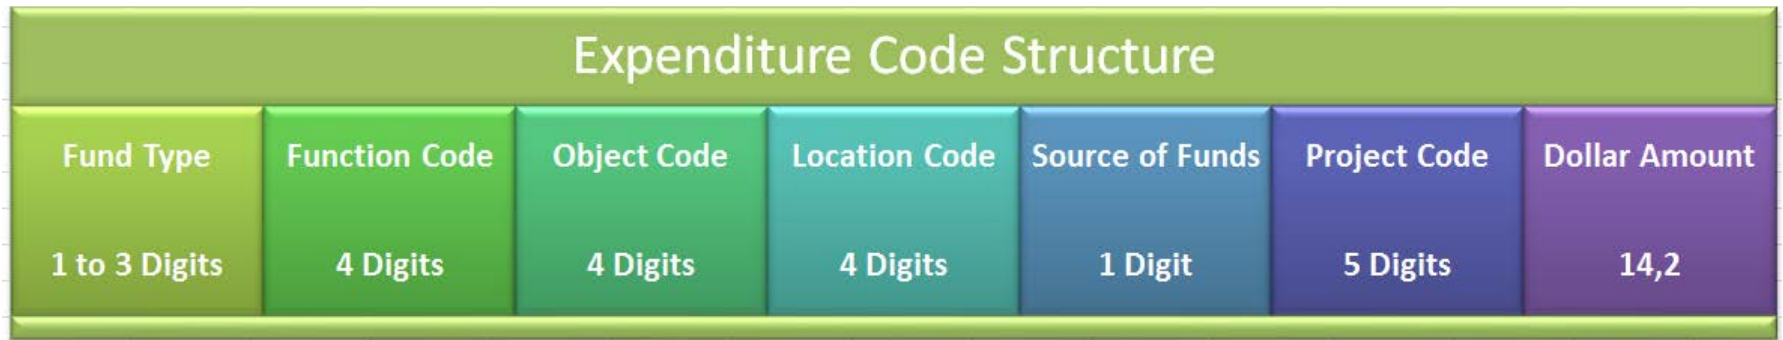 Expenditure Code Structure
Fund Type Function Code Object Code Location Code Source of Funds Project Code Dollar Amount
1 to 3 Digits 4 Digits 4 Digits 4 Digits 1 Digit 5 Digits 14,2